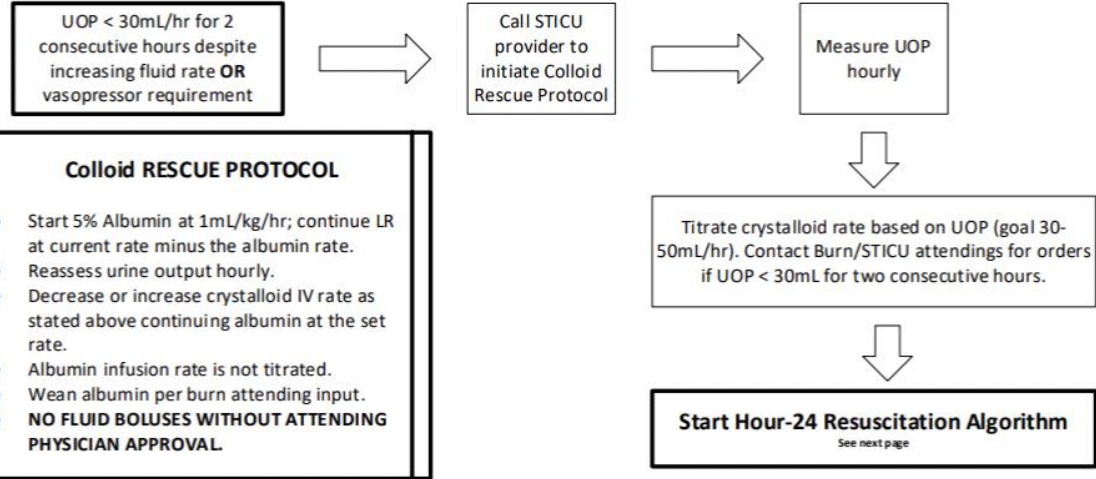 UOP < 30mL/hr for 2
consecutive hours despite
increasing fluid rate OR
vasopressor requirement
Call STICU
provider to
initiate Colloid
Rescue Protocol
Measure UOP
hourly
Colloid RESCUE PROTOCOL
Start 5% Albumin at 1mL/kg/hr; continue LR
at current rate minus the albumin rate.
Reassess urine output hourly.
Decrease or increase crystalloid IV rate as
stated above continuing albumin at the set
rate.
Albumin infusion rate is not titrated.
Wean albumin per burn attending input.
NO FLUID BOLUSES WITHOUT ATTENDING
PHYSICIAN APPROVAL.
Titrate crystalloid rate based on UOP (goal 30-
50mL/hr). Contact Burn/STICU attendings for orders
if UOP < 30mL for two consecutive hours.
Start Hour-24 Resuscitation Algorithm
See next page